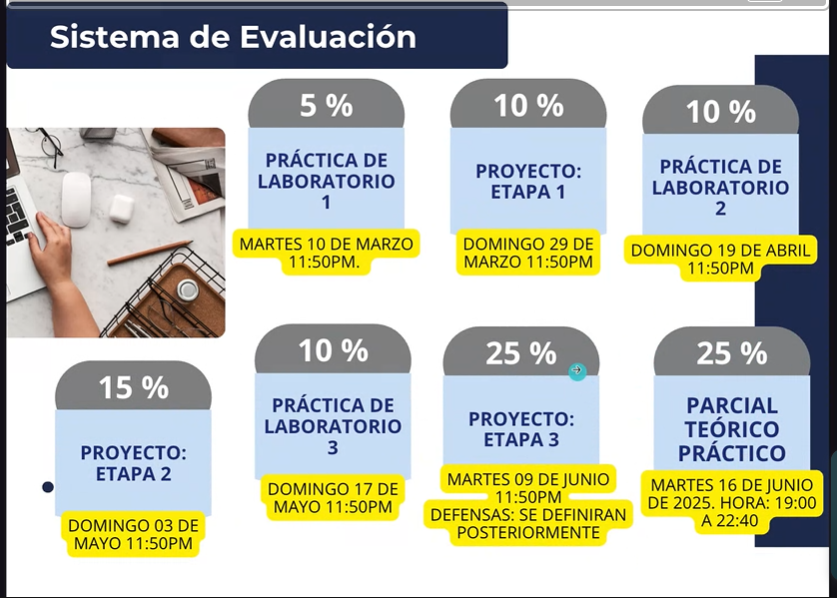 Sistema de Evaluación
5 %
PRÁCTICA DE
LABORATORIO
1
MARTES 10 DE MARZO
11:50PM.
10 %
PROYECTO:
ETAPA 1
DOMINGO 29 DE
MARZO 11:50PM
10 %
PRÁCTICA DE
LABORATORIO
2
DOMINGO 19 DE ABRIL
11:50PM
15 %
PROYECTO:
ETAPA 2
DOMINGO 03 DE
MAYO 11:50PM
10 %
PRÁCTICA DE
LABORATORIO
3
DOMINGO 17 DE
MAYO 11:50PM
25 %
PROYECTO:
ETAPA 3
MARTES 09 DE JUNIO
11:50PM
DEFENSAS: SE DEFINIRAN
POSTERIORMENTE
25 %
PARCIAL
TEÓRICO
PRÁCTICO
MARTES 16 DE JUNIO
DE 2025. HORA: 19:00
A 22:40